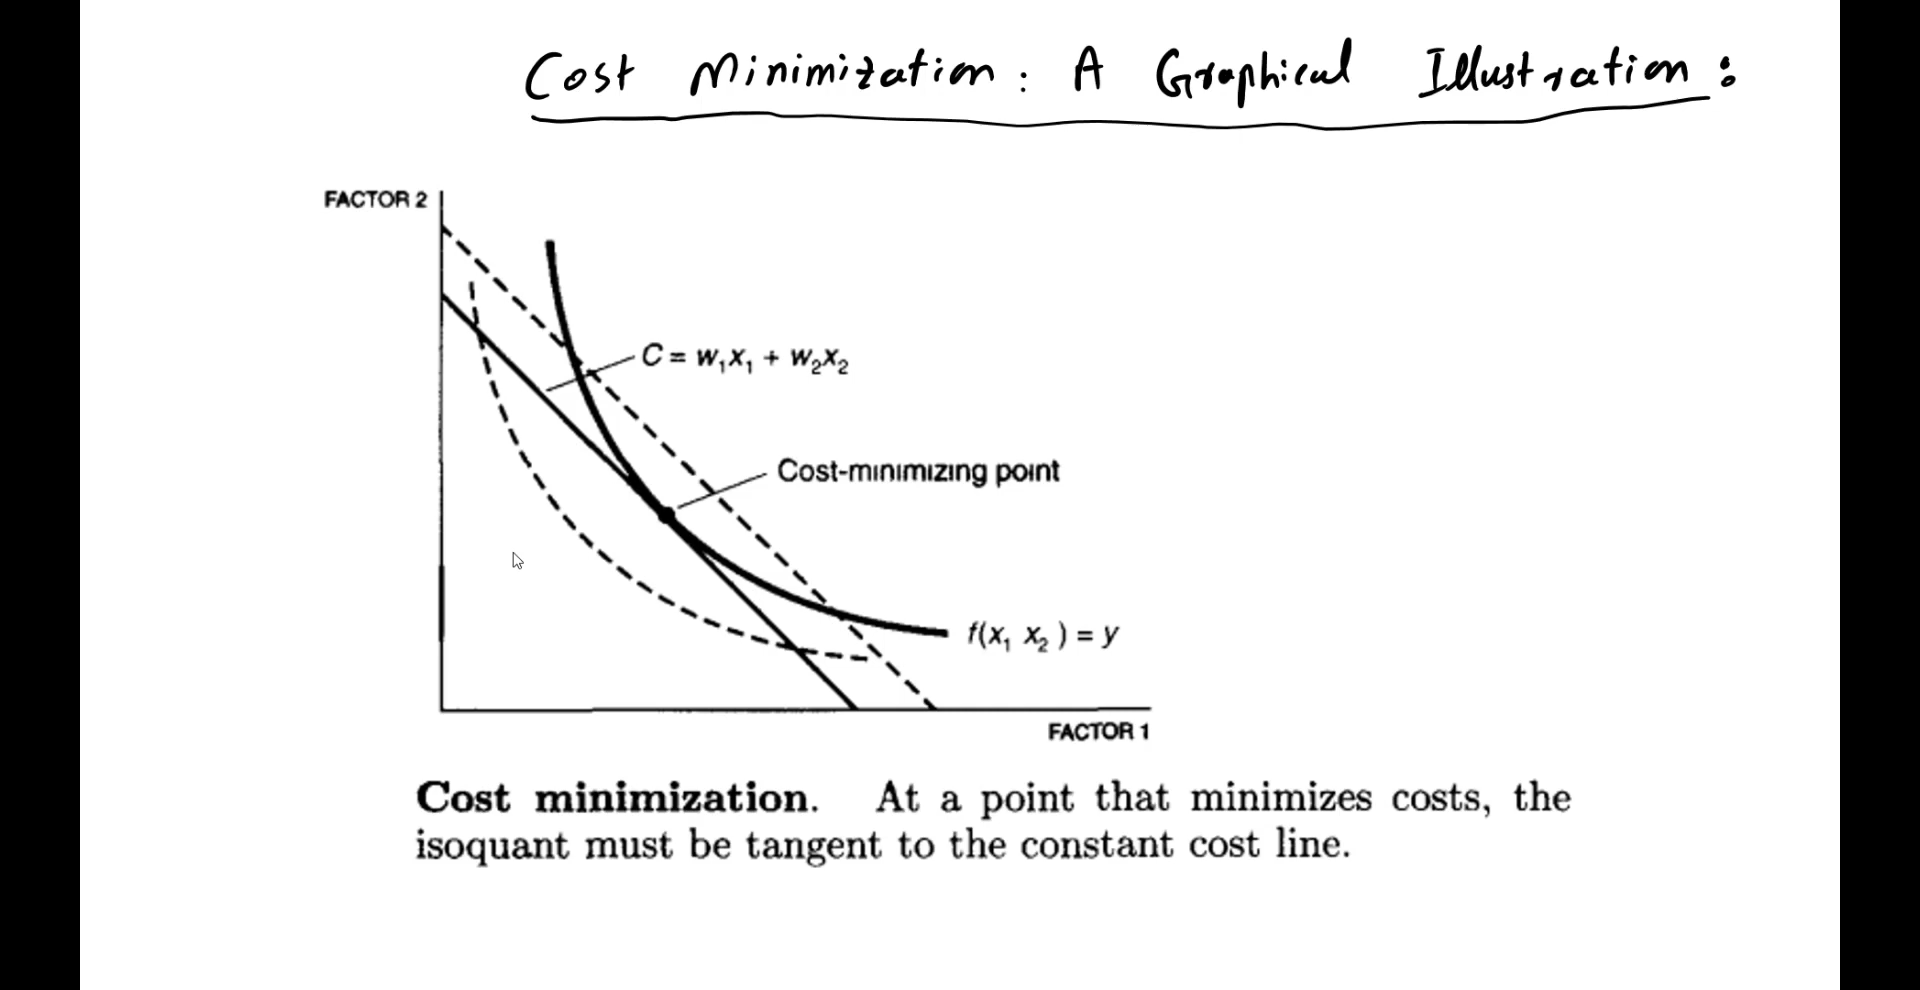 Cost Minimization: A Graphical Illustration:
FACTOR 2
C = w₁x₁ + w₂x₂
Cost-minimizing point
f(x₁ x₂) = y
FACTOR 1
Cost minimization. At a point that minimizes costs, the
isoquant must be tangent to the constant cost line.